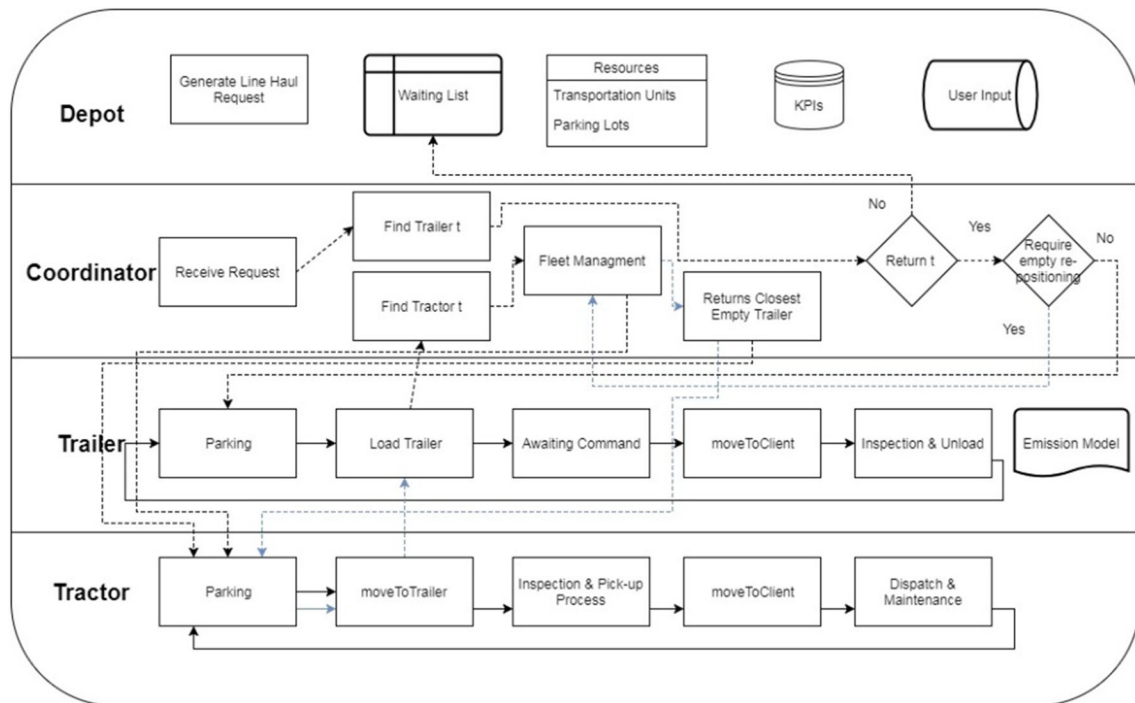 Depot
Generate Line Haul
Request
Waiting List
Resources
Transportation Units
Parking Lots
KPIs
User Input
Coordinator
Receive Request
Find Trailer t
Find Tractor t
Fleet Managment
Returns Closest
Empty Trailer
No
Return t
Yes
Require
empty re-
positioning
No
Yes
Trailer
Parking
Load Trailer
Awaiting Command
moveToClient
Inspection & Unload
Emission Model
Tractor
Parking
moveToTrailer
Inspection & Pick-up
Process
moveToClient
Dispatch &
Maintenance